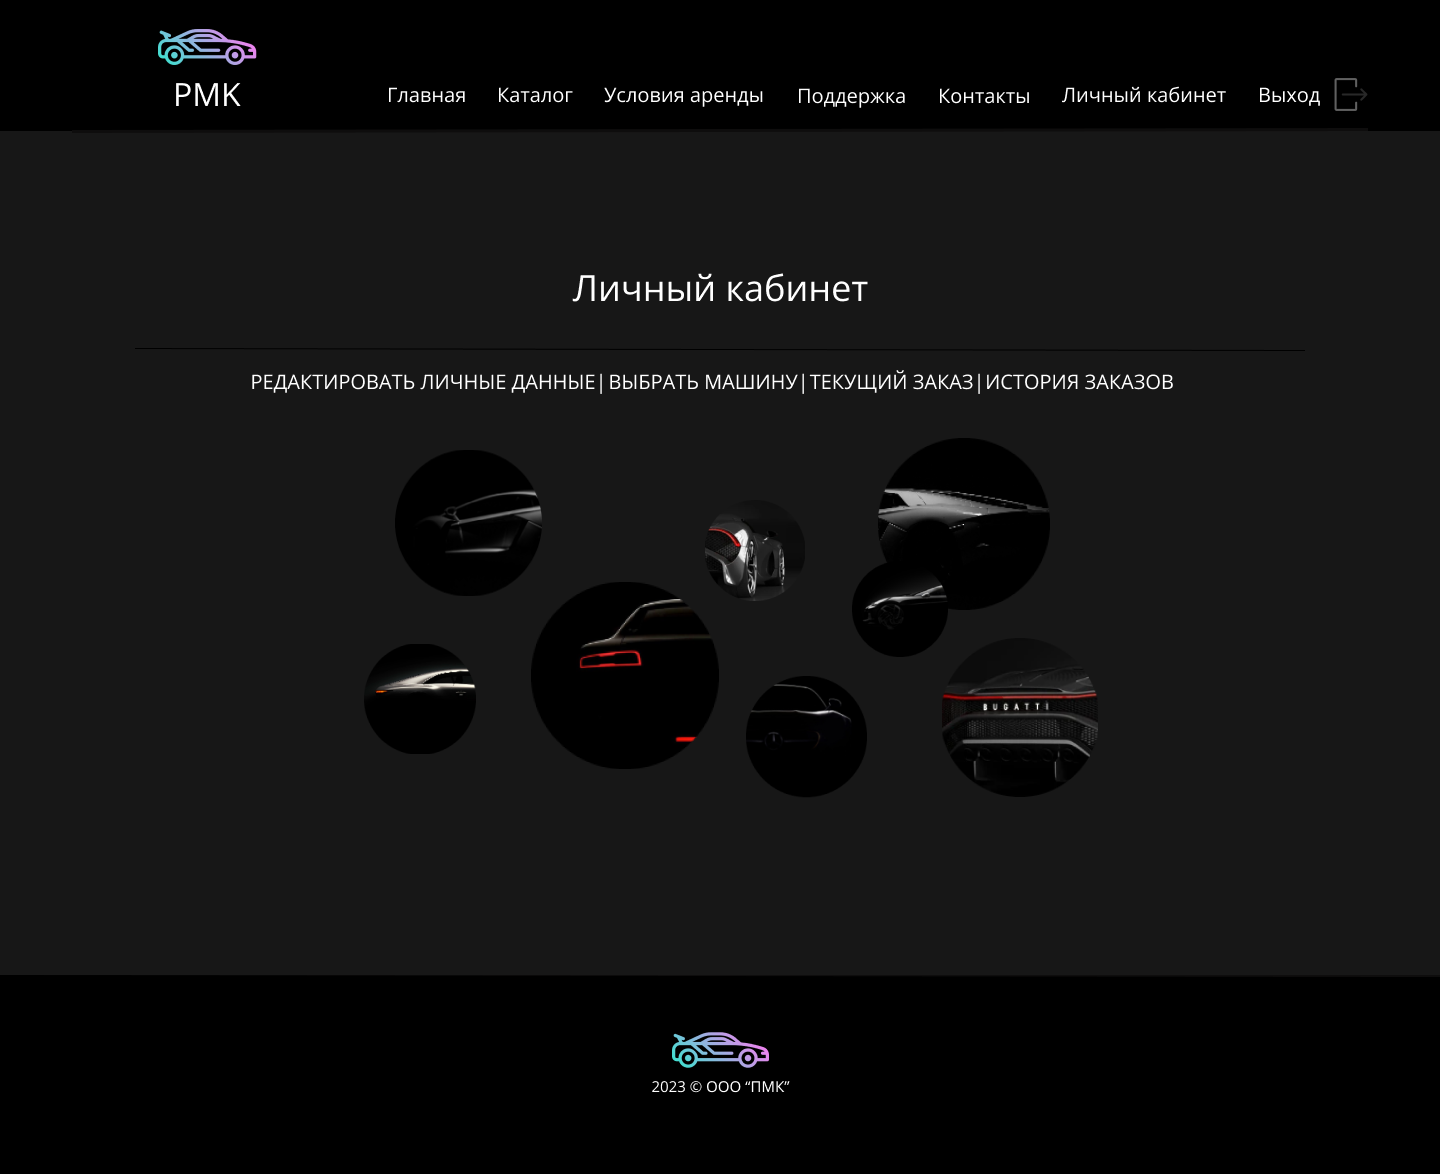 PMK
Главная Каталог Условия аренды Поддержка Контакты Личный кабинет Выход
Личный кабинет
РЕДАКТИРОВАТЬ ЛИЧНЫЕ ДАННЫЕ|ВЫБРАТЬ МАШИНУ|ТЕКУЩИЙ ЗАКАЗ|ИСТОРИЯ ЗАКАЗОВ
BUGATTI
2023 © ООО “ПМК”